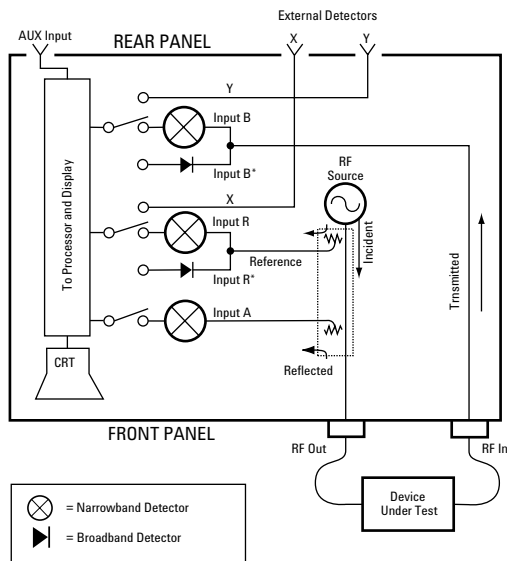 External Detectors
AUX Input
REAR PANEL
X
Y
Y
Input B
Input B*
X
RF
Source
Input R
Reference
Input R*
Incident
Trnsmitted
To Processor and Display
Input A
CRT
Reflected
FRONT PANEL
RF Out
RF In
Device
Under Test
= Narrowband Detector
= Broadband Detector